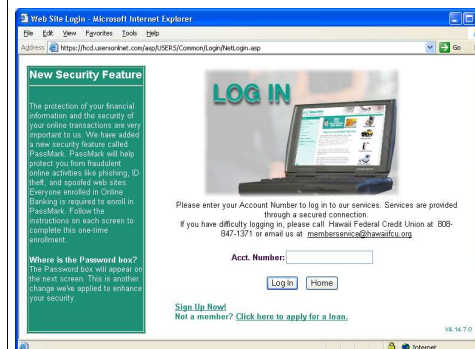 Web Site Login - Microsoft Internet Explorer
File Edit View Favorites Tools Help
Address https://hcd.usersonlnet.com/asp/USERS/Common/Login/NetLogin.asp Go
New Security Feature
The protection of your financial
information and the security of
your online transactions are very
important to us. We have added
a new security feature called
PassMark. PassMark will help
protect you from fraudulent
online activities like phishing, ID
theft, and spoofed web sites.
Everyone enrolled in Online
Banking is required to enroll in
PassMark. Follow the
instructions on each screen to
complete this one-time
enrollment.
Where is the Password box?
The Password box will appear on
the next screen. This is another
change we've applied to enhance
your security.
LOG IN
Please enter your Account Number to log in to our services. Services are provided
through a secured connection.
If you have difficulty logging in, please call Hawaii Federal Credit Union at 808-
847-1371 or email us at memberservice@hawaiifcu.org
Acct. Number:
Log In Home
Sign Up Now!
Not a member? Click here to apply for a loan.
V4.14.7.0
Internet